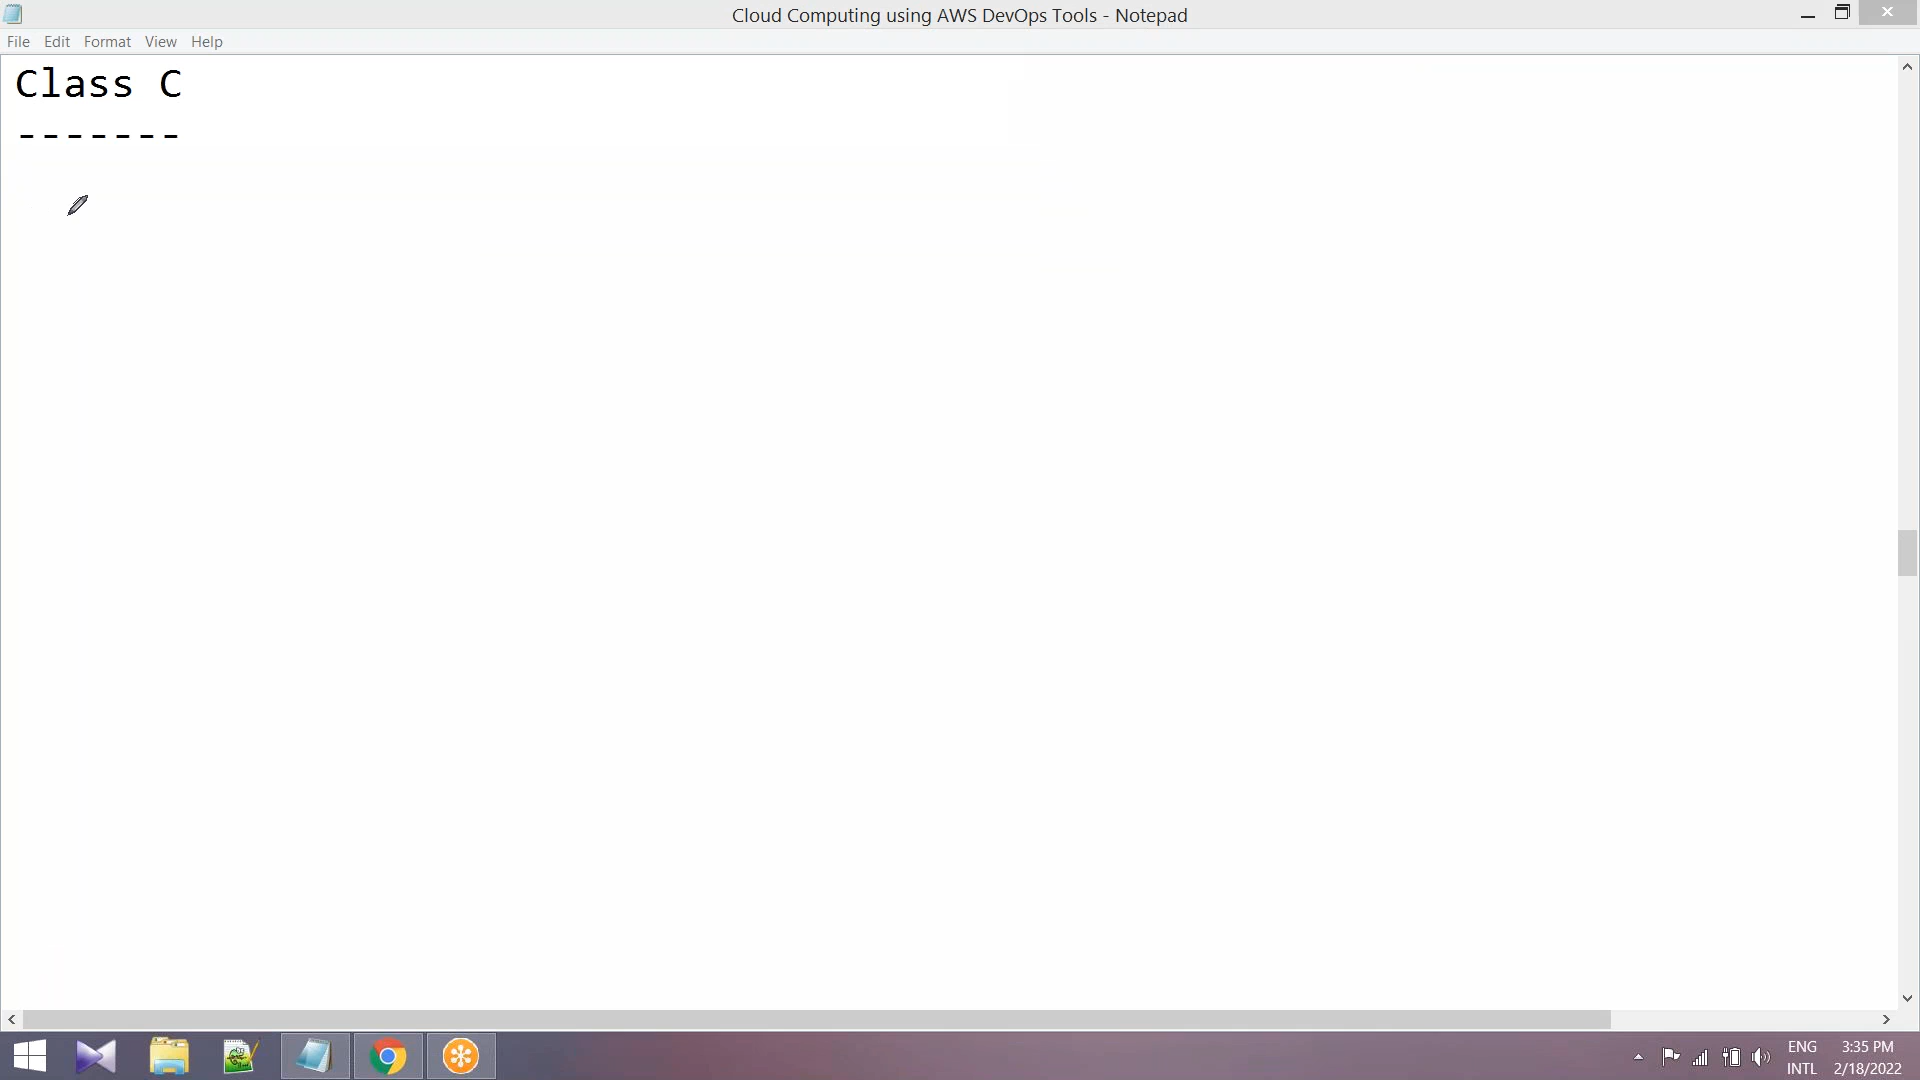 Cloud Computing using AWS DevOps Tools - Notepad
File Edit Format View Help
Class C
-------
ENG 3:35 PM
INTL 2/18/2022